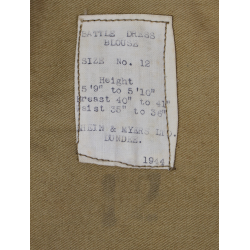 BATTLE DRESS
BLOUSE
SIZE No. 12
Height
5'9" to 5'10"
Breast 40" to 41"
Waist 35" to 36"
& MYERS
DUNDEE.
1944